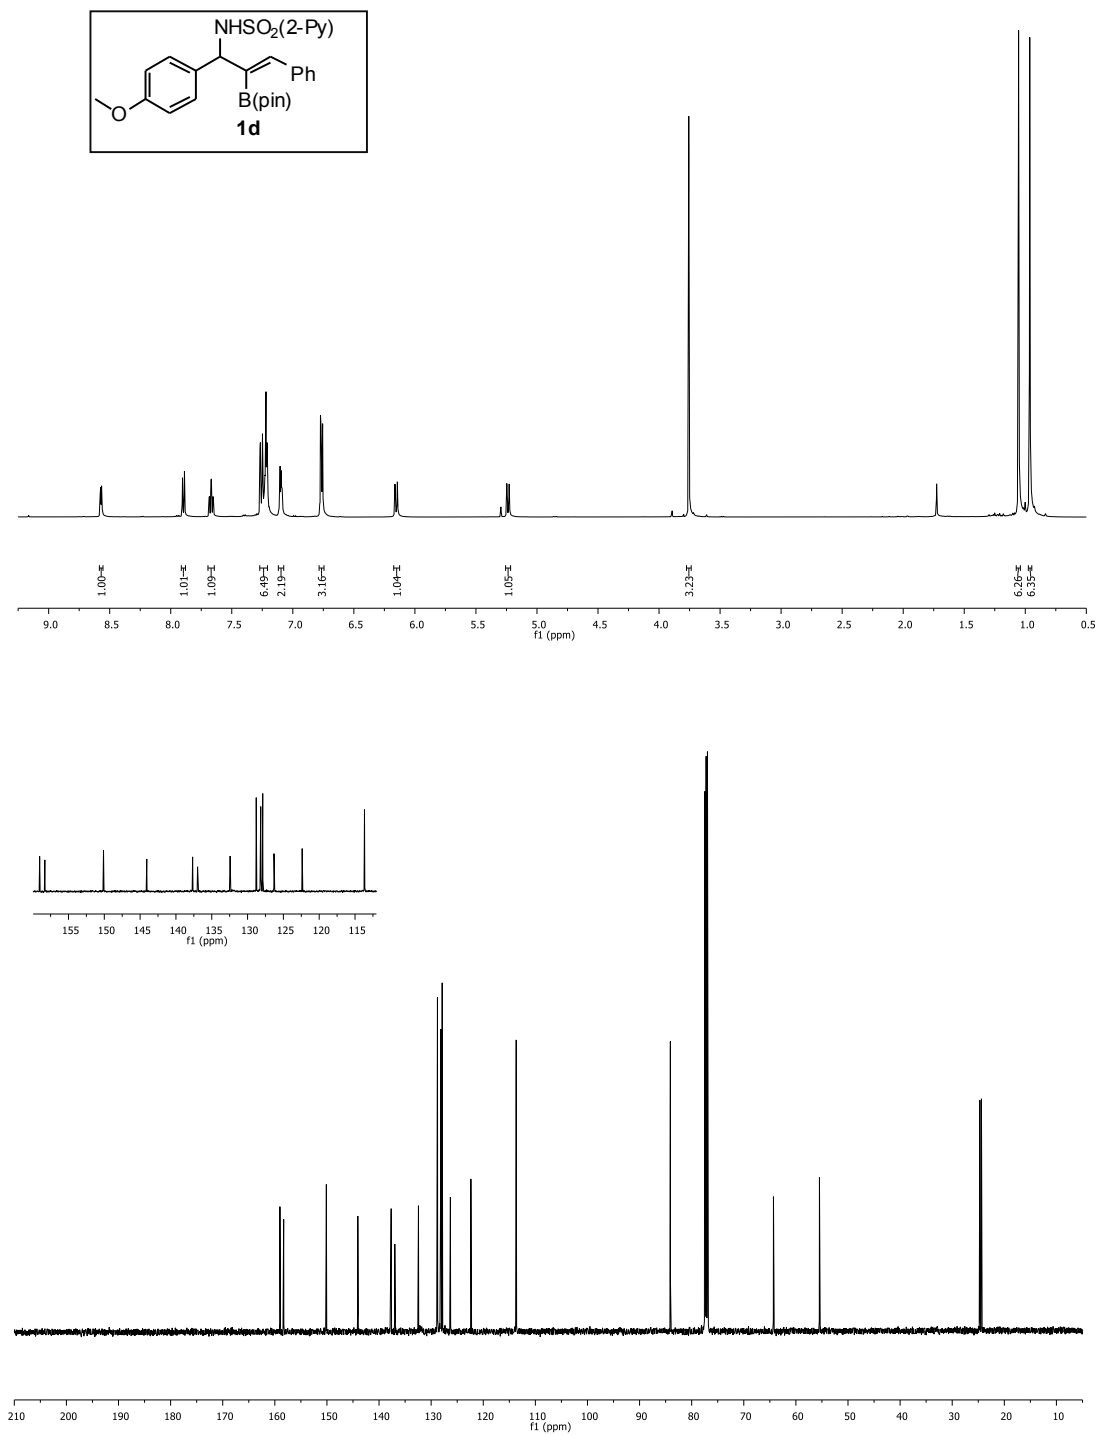 NHSO2(2-Py)
Ph
B(pin)
O
1d
1.00
1.01
1.09
6.49
2.19
3.16
1.04
1.05
3.23
6.26
6.35
9.0 8.5 8.0 7.5 7.0 6.5 6.0 5.5 5.0 4.5 4.0 3.5 3.0 2.5 2.0 1.5 1.0 0.5
f1 (ppm)
155 150 145 140 135 130 125 120 115
f1 (ppm)
210 200 190 180 170 160 150 140 130 120 110 100 90 80 70 60 50 40 30 20 10
f1 (ppm)